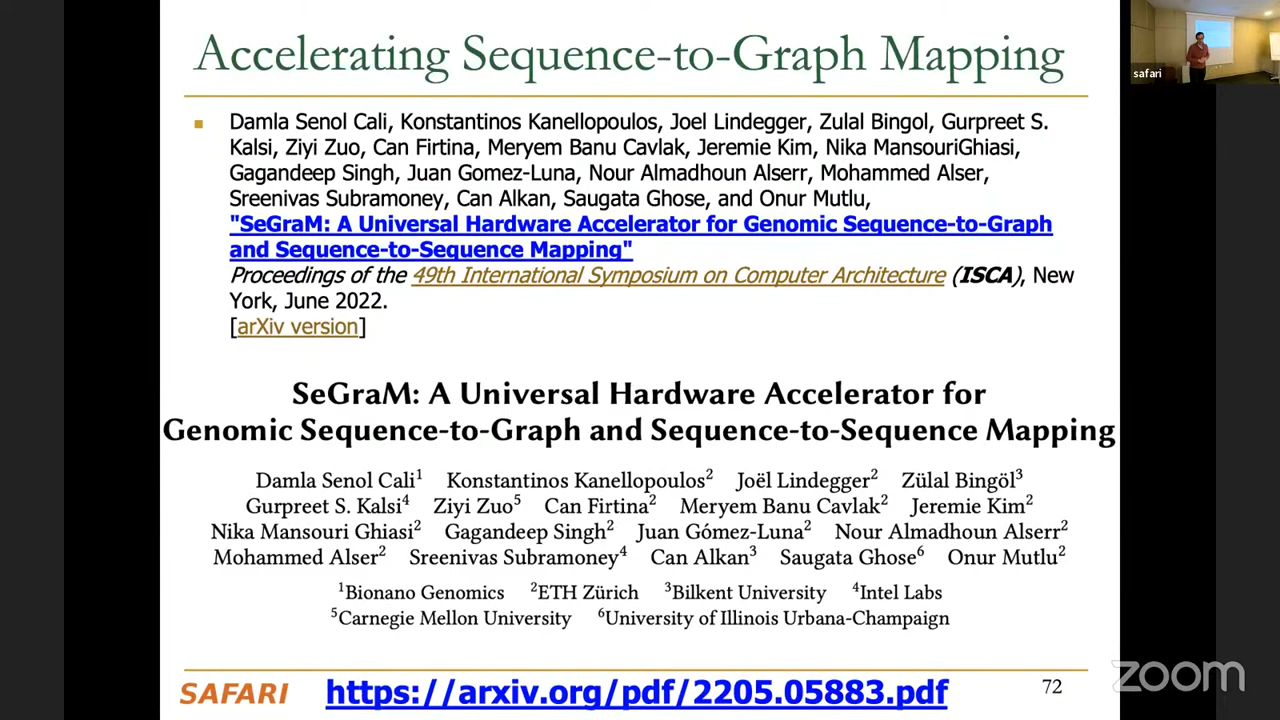 Accelerating Sequence-to-Graph Mapping
Damla Senol Cali, Konstantinos Kanellopoulos, Joel Lindegger, Zulal Bingol, Gurpreet S.
Kalsi, Ziyi Zuo, Can Firtina, Meryem Banu Cavlak, Jeremie Kim, Nika MansouriGhiasi,
Gagandeep Singh, Juan Gomez-Luna, Nour Almadhoun Alserr, Mohammed Alser,
Sreenivas Subramoney, Can Alkan, Saugata Ghose, and Onur Mutlu,
"SeGraM: A Universal Hardware Accelerator for Genomic Sequence-to-Graph
and Sequence-to-Sequence Mapping"
Proceedings of the 49th International Symposium on Computer Architecture (ISCA), New
York, June 2022.
[arXiv version]
SeGraM: A Universal Hardware Accelerator for
Genomic Sequence-to-Graph and Sequence-to-Sequence Mapping
Damla Senol Cali¹ Konstantinos Kanellopoulos² Joël Lindegger² Zülal Bingöl³
Gurpreet S. Kalsi⁴ Ziyi Zuo⁵ Can Firtina² Meryem Banu Cavlak² Jeremie Kim²
Nika Mansouri Ghiasi² Gagandeep Singh² Juan Gómez-Luna² Nour Almadhoun Alserr²
Mohammed Alser² Sreenivas Subramoney⁴ Can Alkan³ Saugata Ghose⁶ Onur Mutlu²
¹Bionano Genomics ²ETH Zürich ³Bilkent University ⁴Intel Labs
⁵Carnegie Mellon University ⁶University of Illinois Urbana-Champaign
SAFARI https://arxiv.org/pdf/2205.05883.pdf 72
safari
zoom